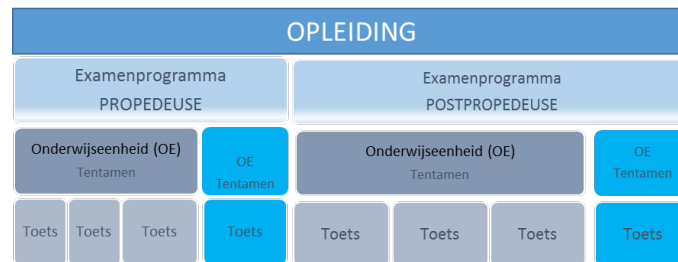 OPLEIDING
Examenprogramma
PROPEDEUSE
Examenprogramma
POSTPROPEDEUSE
Onderwijseenheid (OE)
Tentamen
OE
Tentamen
Onderwijseenheid (OE)
Tentamen
OE
Tentamen
Toets
Toets
Toets
Toets
Toets
Toets
Toets
Toets